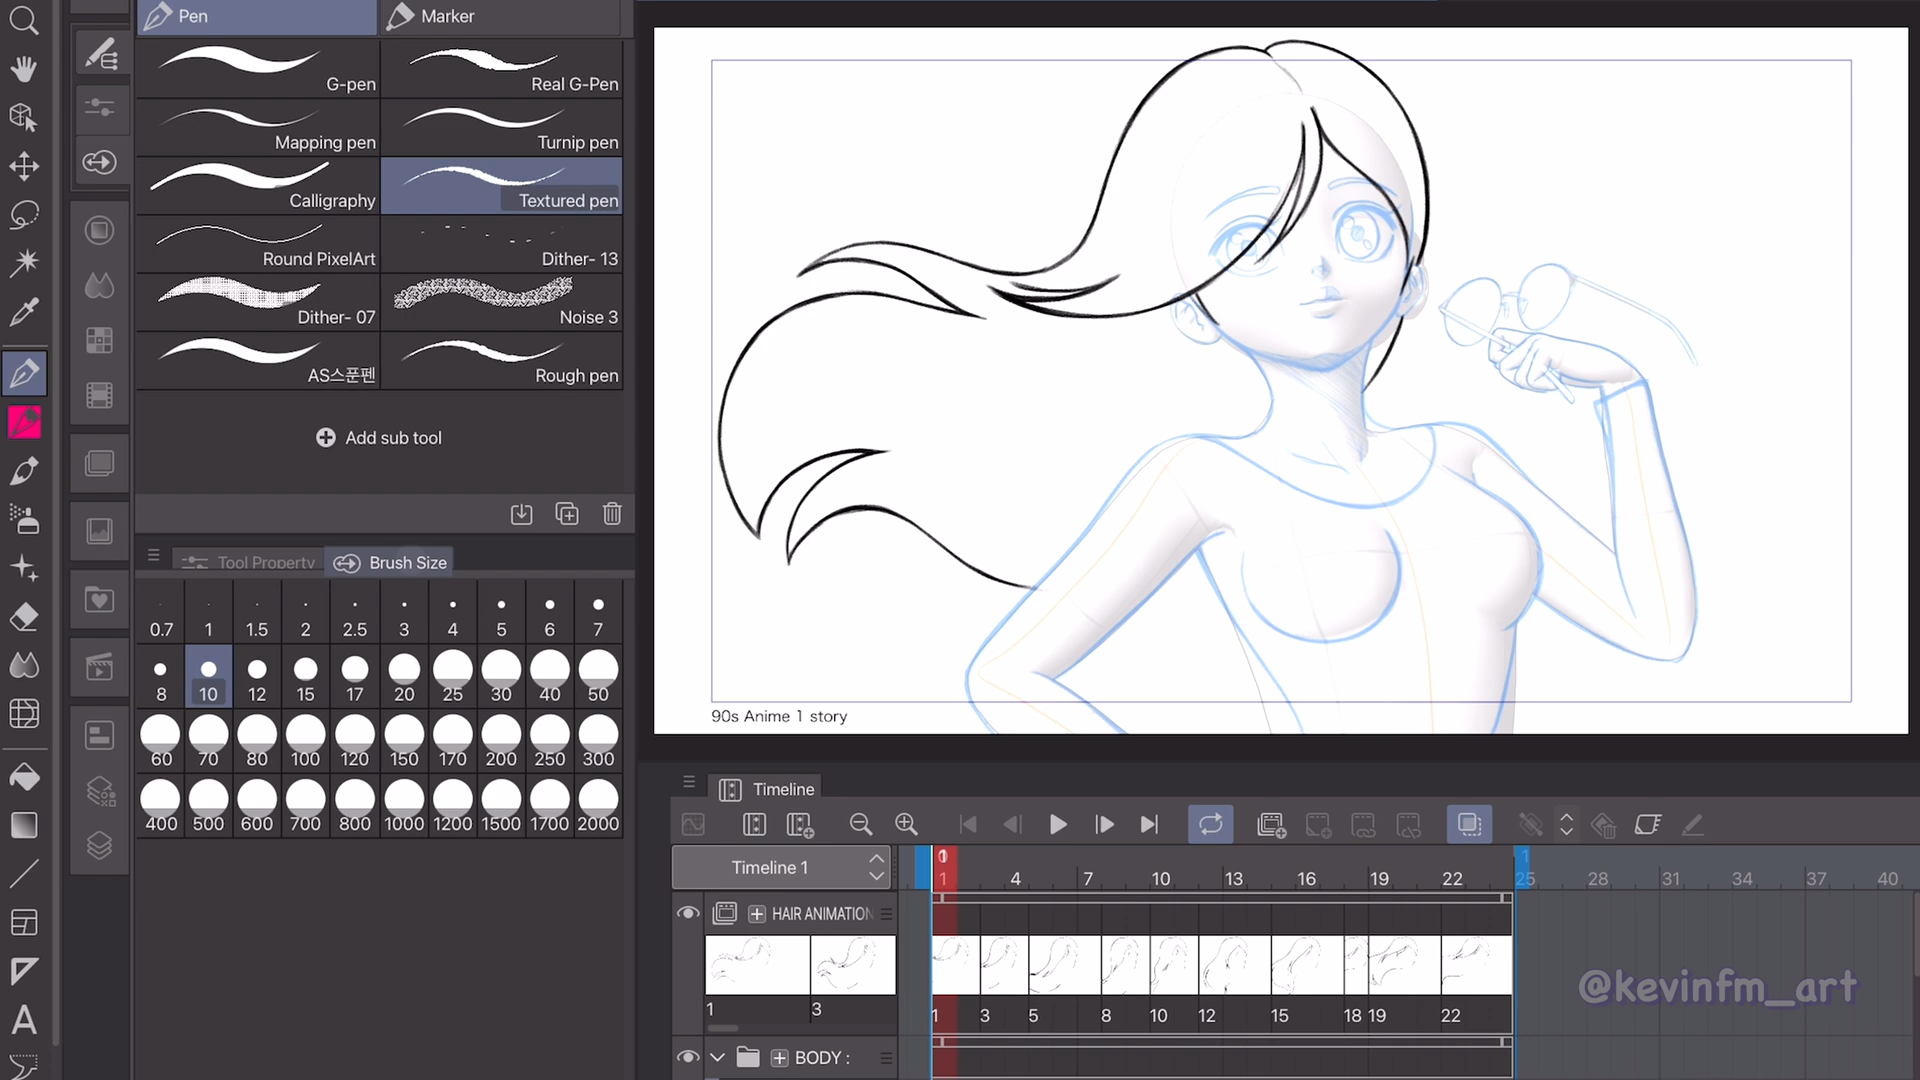 Pen Marker
G-pen Real G-Pen
Mapping pen Turnip pen
Calligraphy Textured pen
Round PixelArt Dither- 13
Dither- 07 Noise 3
AS스푼펜 Rough pen
Add sub tool
Tool Property Brush Size
0.7 1 1.5 2 2.5 3 4 5 6 7
8 10 12 15 17 20 25 30 40 50
60 70 80 100 120 150 170 200 250 300
400 500 600 700 800 1000 1200 1500 1700 2000
90s Anime 1 story
Timeline
Timeline 1
0 1
1 4 7 10 13 16 19 22 25 28 31 34 37 40
HAIR ANIMATION
1 3
1 3 5 8 10 12 15 18 19 22
@kevinfm_art
BODY :
A